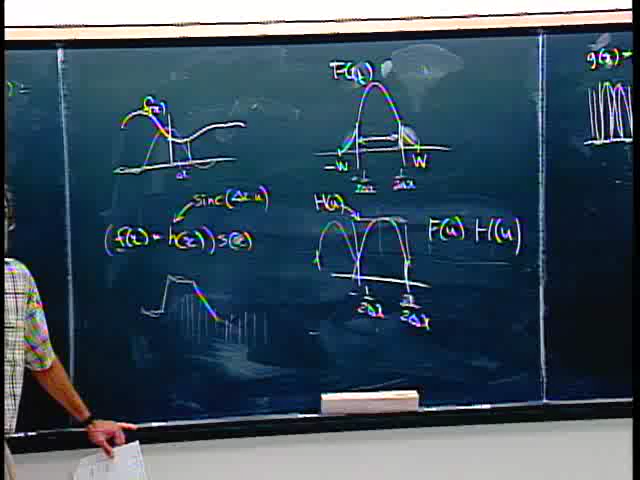 f(x)
Δx
sinc(Δx u)
(f(x) * h(x)) s(x)
F(u)
-W
W
-1/2Δx
1/2Δx
H(u)
F(u) H(u)
-1/2Δx
1/2Δx
g(x) =